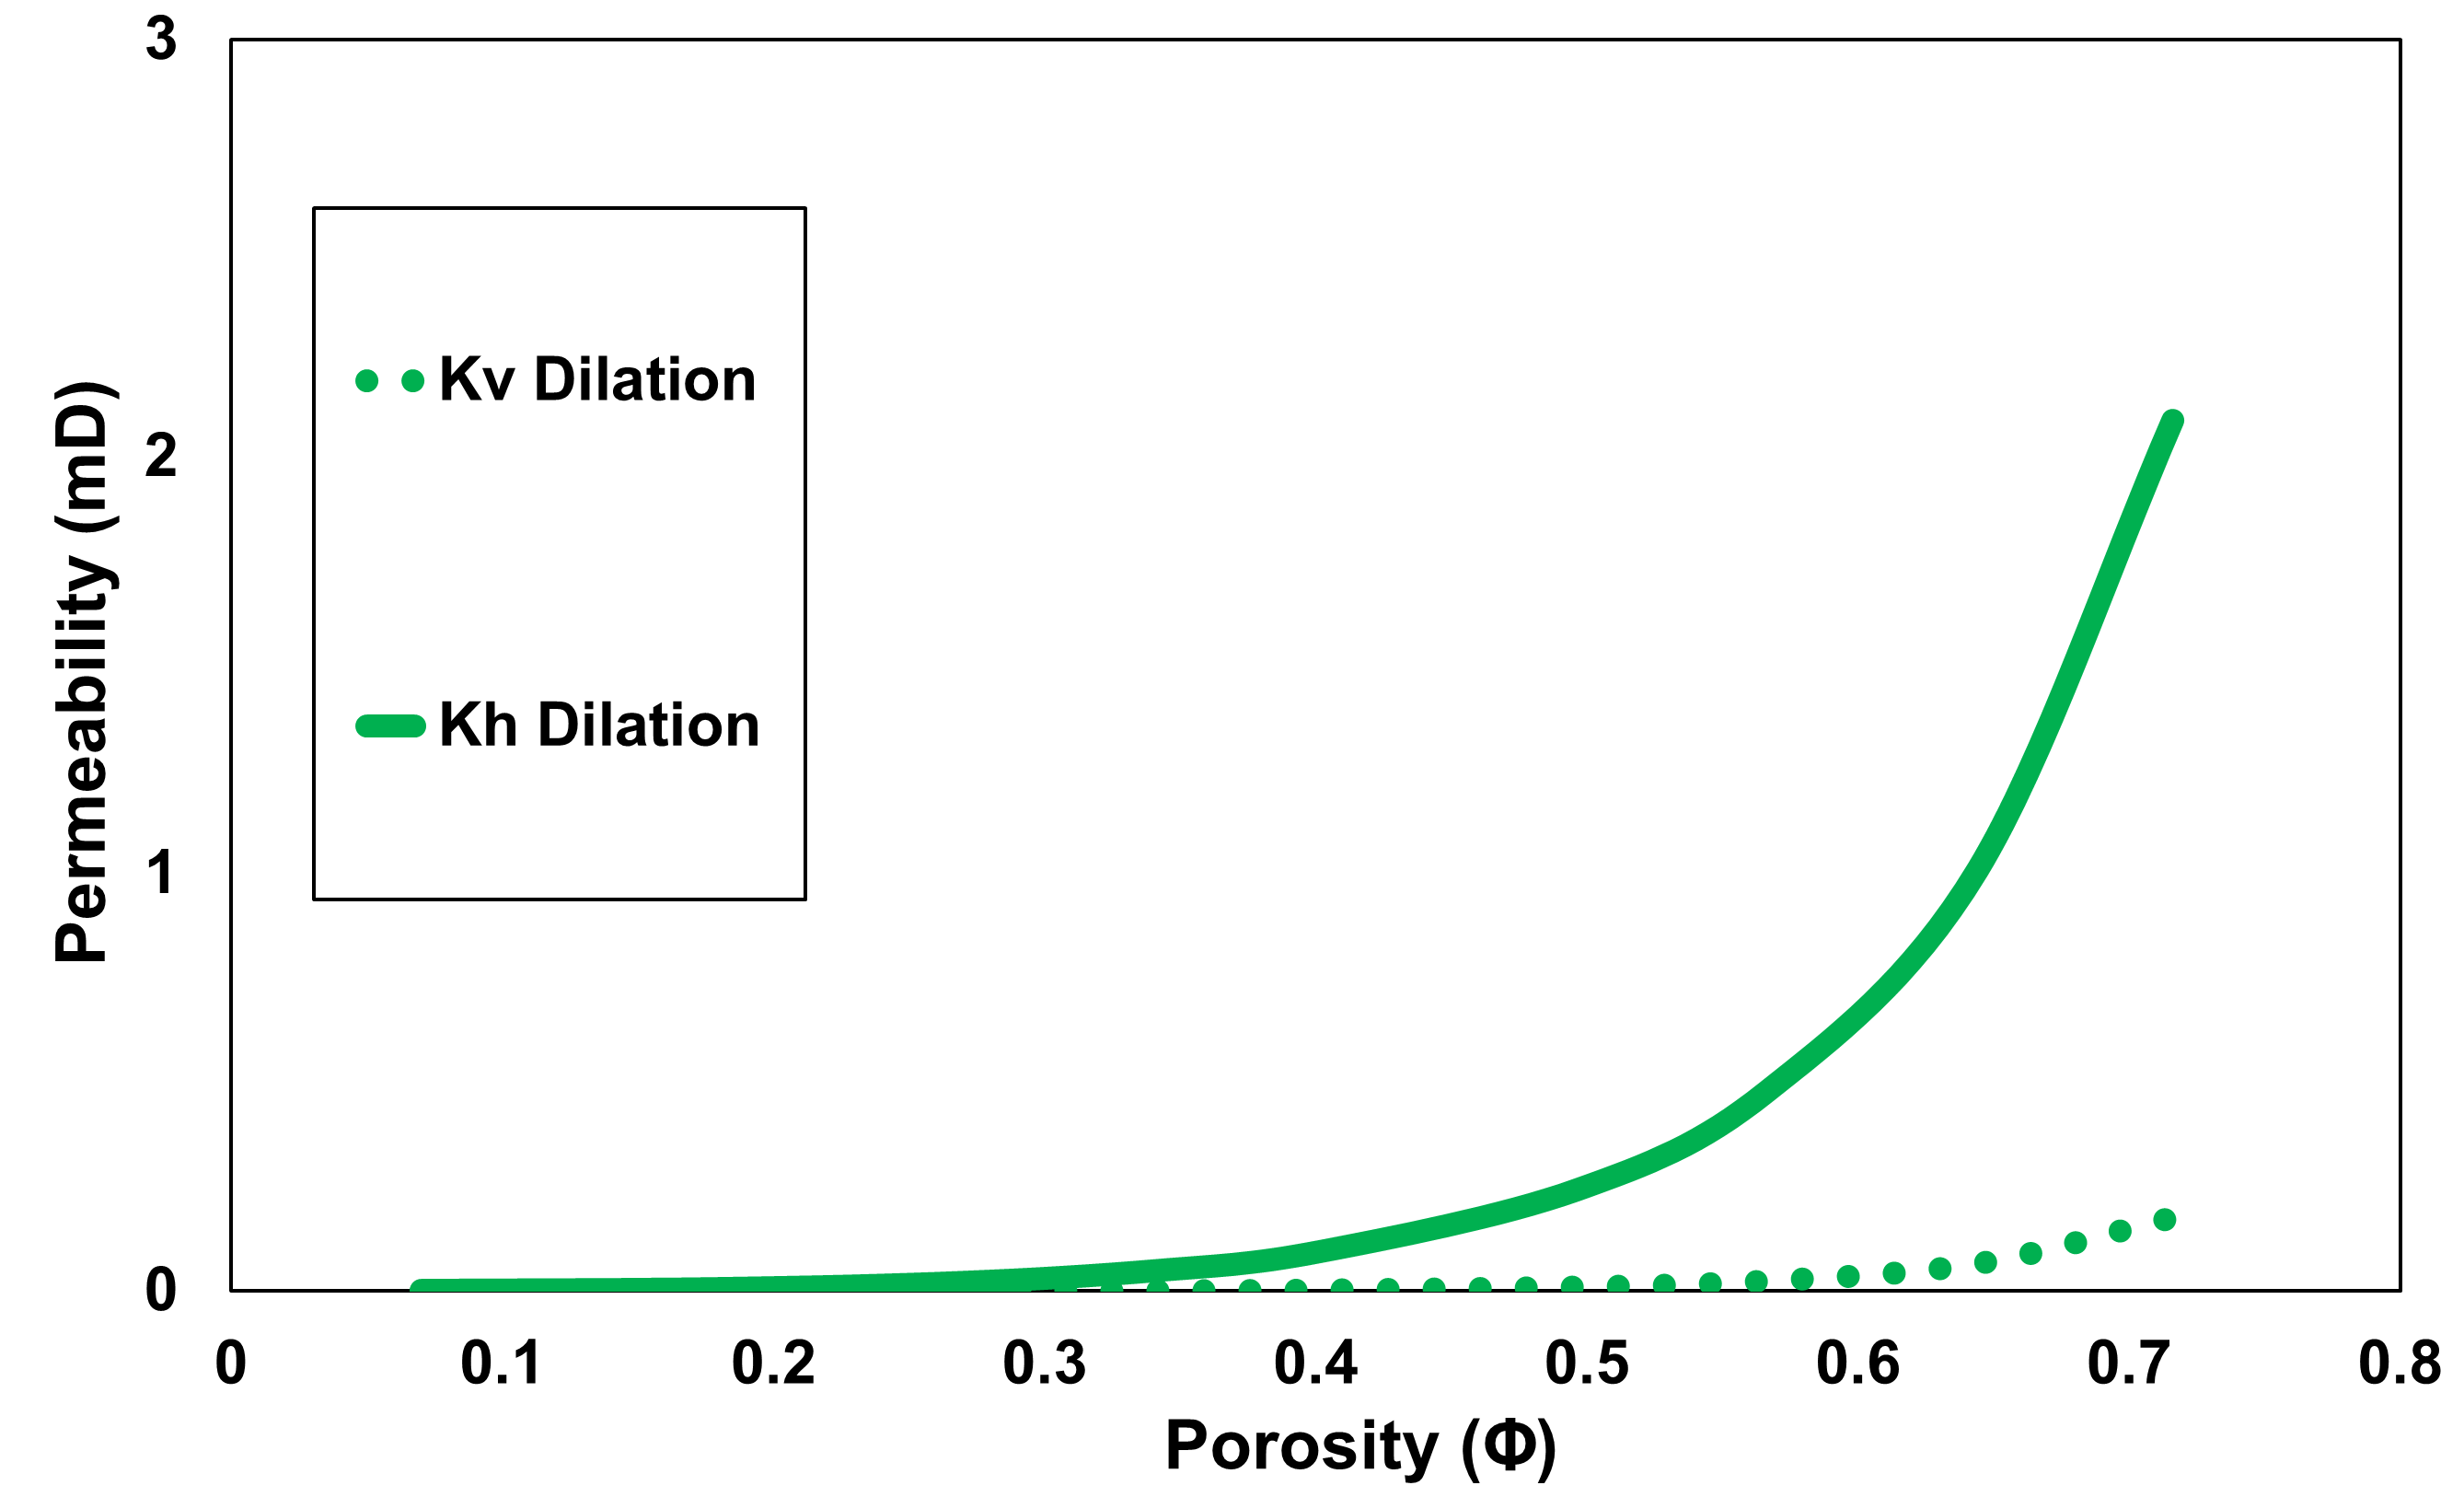 3
2
1
0
Permeability (mD)
Kv Dilation
Kh Dilation
0 0.1 0.2 0.3 0.4 0.5 0.6 0.7 0.8
Porosity (Φ)